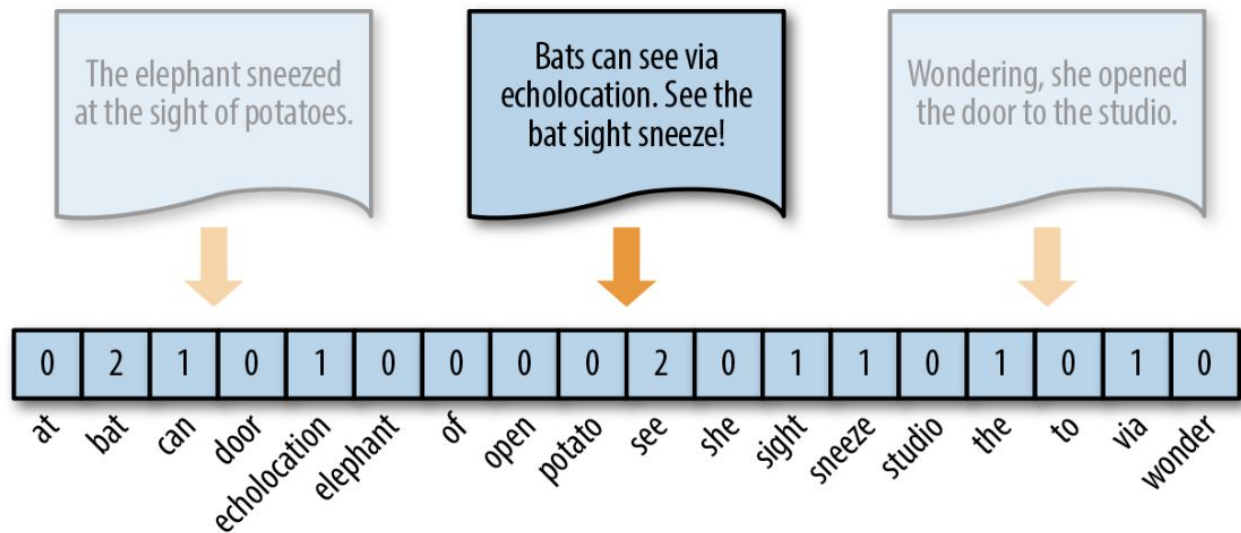 The elephant sneezed
at the sight of potatoes.
Bats can see via
echolocation. See the
bat sight sneeze!
Wondering, she opened
the door to the studio.
0 2 1 0 1 0 0 0 0 2 0 1 1 0 1 0 1 0
at bat can door echolocation elephant of open potato see she sight sneeze studio the to via wonder